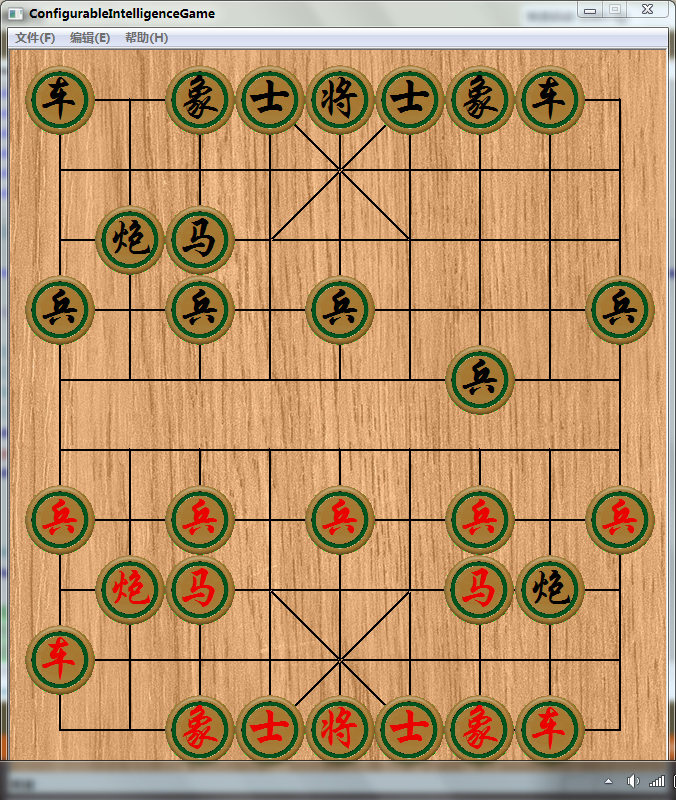 ConfigurableIntelligenceGame
文件(F) 编辑(E) 帮助(H)
车 象 士 将 士 象 车
炮 马
兵 兵 兵 兵
兵
兵 兵 兵 兵 兵
炮 马 马 炮
车
象 士 将 士 象 车